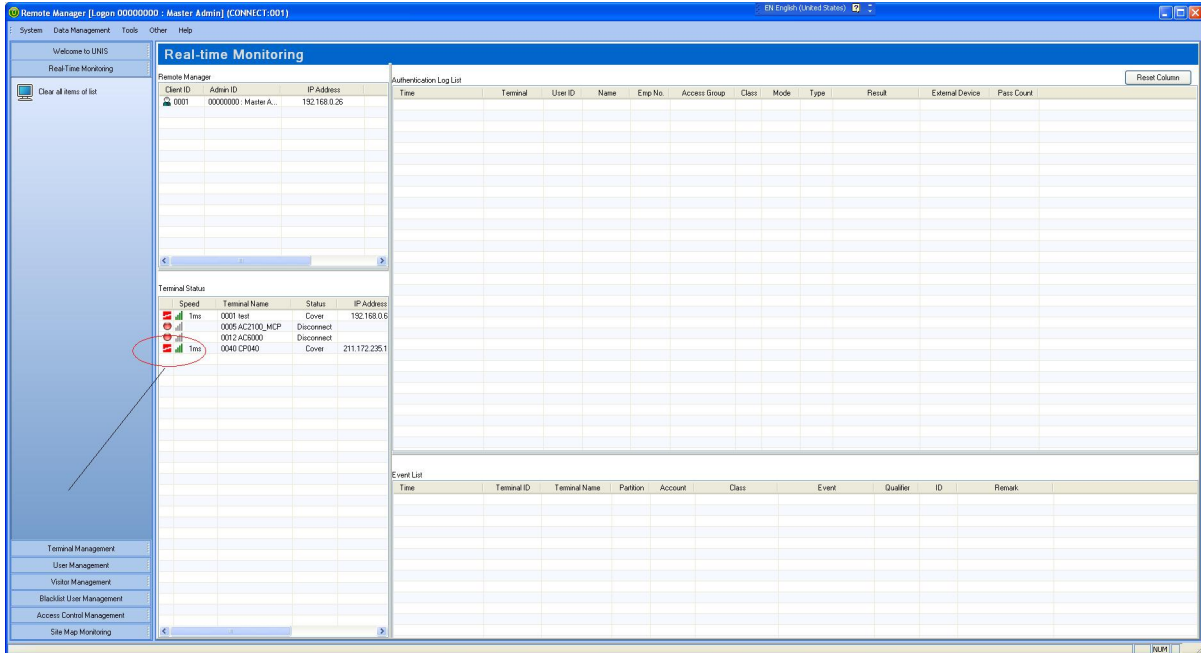 Remote Manager [Logon 00000000 : Master Admin] (CONNECT:001)
EN English (United States)
System Data Management Tools Other Help
Welcome to UNIS
Real-Time Monitoring
Clear all items of list
Real-time Monitoring
Remote Manager
Client ID Admin ID IP Address
0001 00000000 : Master A... 192.168.0.26
Authentication Log List
Reset Column
Time Terminal User ID Name Emp No. Access Group Class Mode Type Result External Device Pass Count
Terminal Status
Speed Terminal Name Status IP Address
1ms 0001 test Cover 192.168.0.6
0005 AC2100_MCP Disconnect
0012 AC6000 Disconnect
1ms 0040 CP040 Cover 211.172.235.1
Event List
Time Terminal ID Terminal Name Partition Account Class Event Qualifier ID Remark
Terminal Management
User Management
Visitor Management
Blacklist User Management
Access Control Management
Site Map Monitoring
NUM